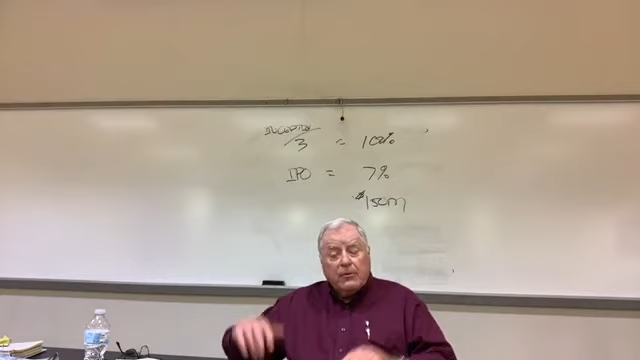 3 = 10%
IPO = 7%
$150M